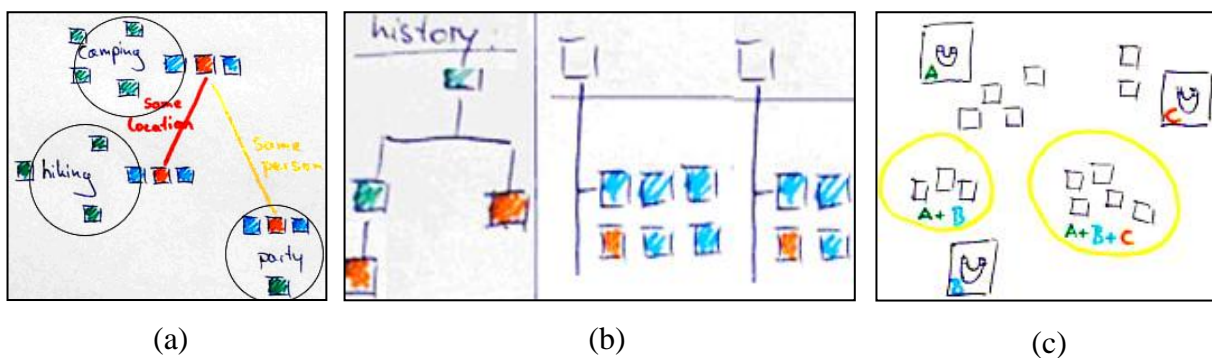 camping
Same
location
Same
person
hiking
party
history
A
C
A+B
A+B+C
B
(a)
(b)
(c)